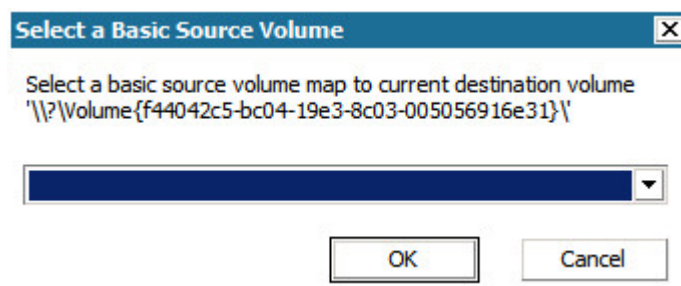 Select a Basic Source Volume
Select a basic source volume map to current destination volume
'\\?\Volume{f44042c5-bc04-19e3-8c03-005056916e31}\'
OK
Cancel